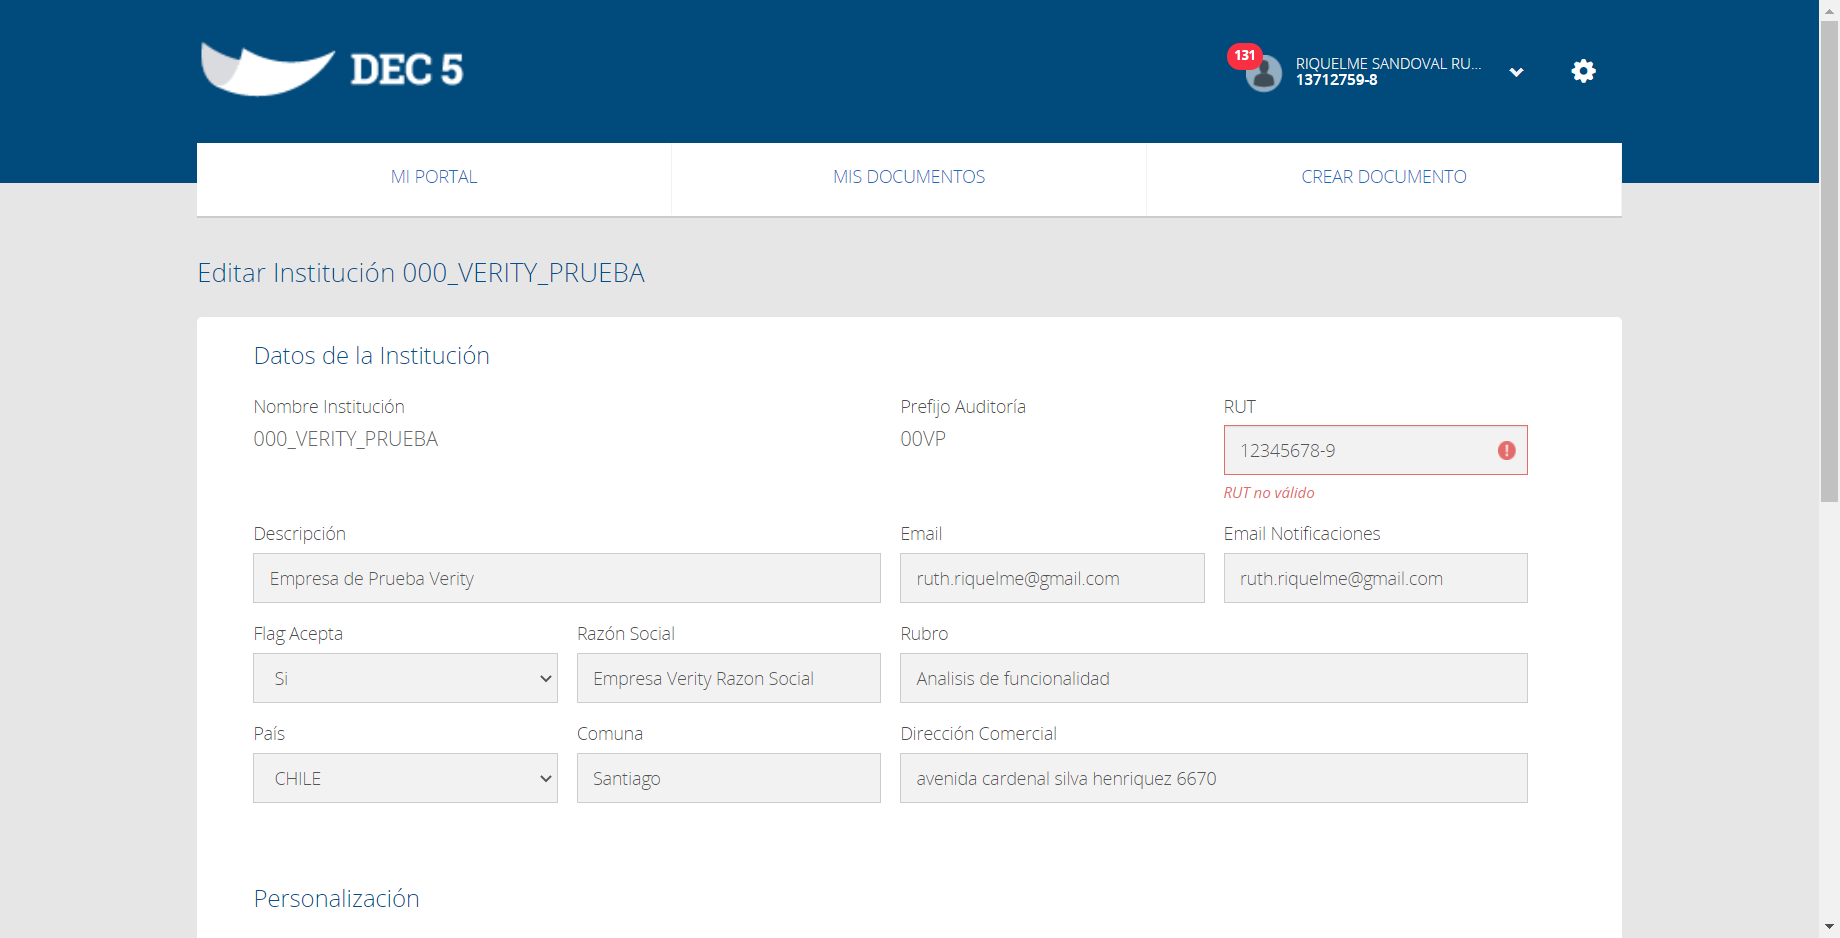 DEC 5
131
RIQUELME SANDOVAL RU...
13712759-8
MI PORTAL
MIS DOCUMENTOS
CREAR DOCUMENTO
Editar Institución 000_VERITY_PRUEBA
Datos de la Institución
Nombre Institución
Prefijo Auditoría
RUT
000_VERITY_PRUEBA
00VP
12345678-9
RUT no válido
Descripción
Email
Email Notificaciones
Empresa de Prueba Verity
ruth.riquelme@gmail.com
ruth.riquelme@gmail.com
Flag Acepta
Razón Social
Rubro
Si
Empresa Verity Razon Social
Analisis de funcionalidad
País
Comuna
Dirección Comercial
CHILE
Santiago
avenida cardenal silva henriquez 6670
Personalización